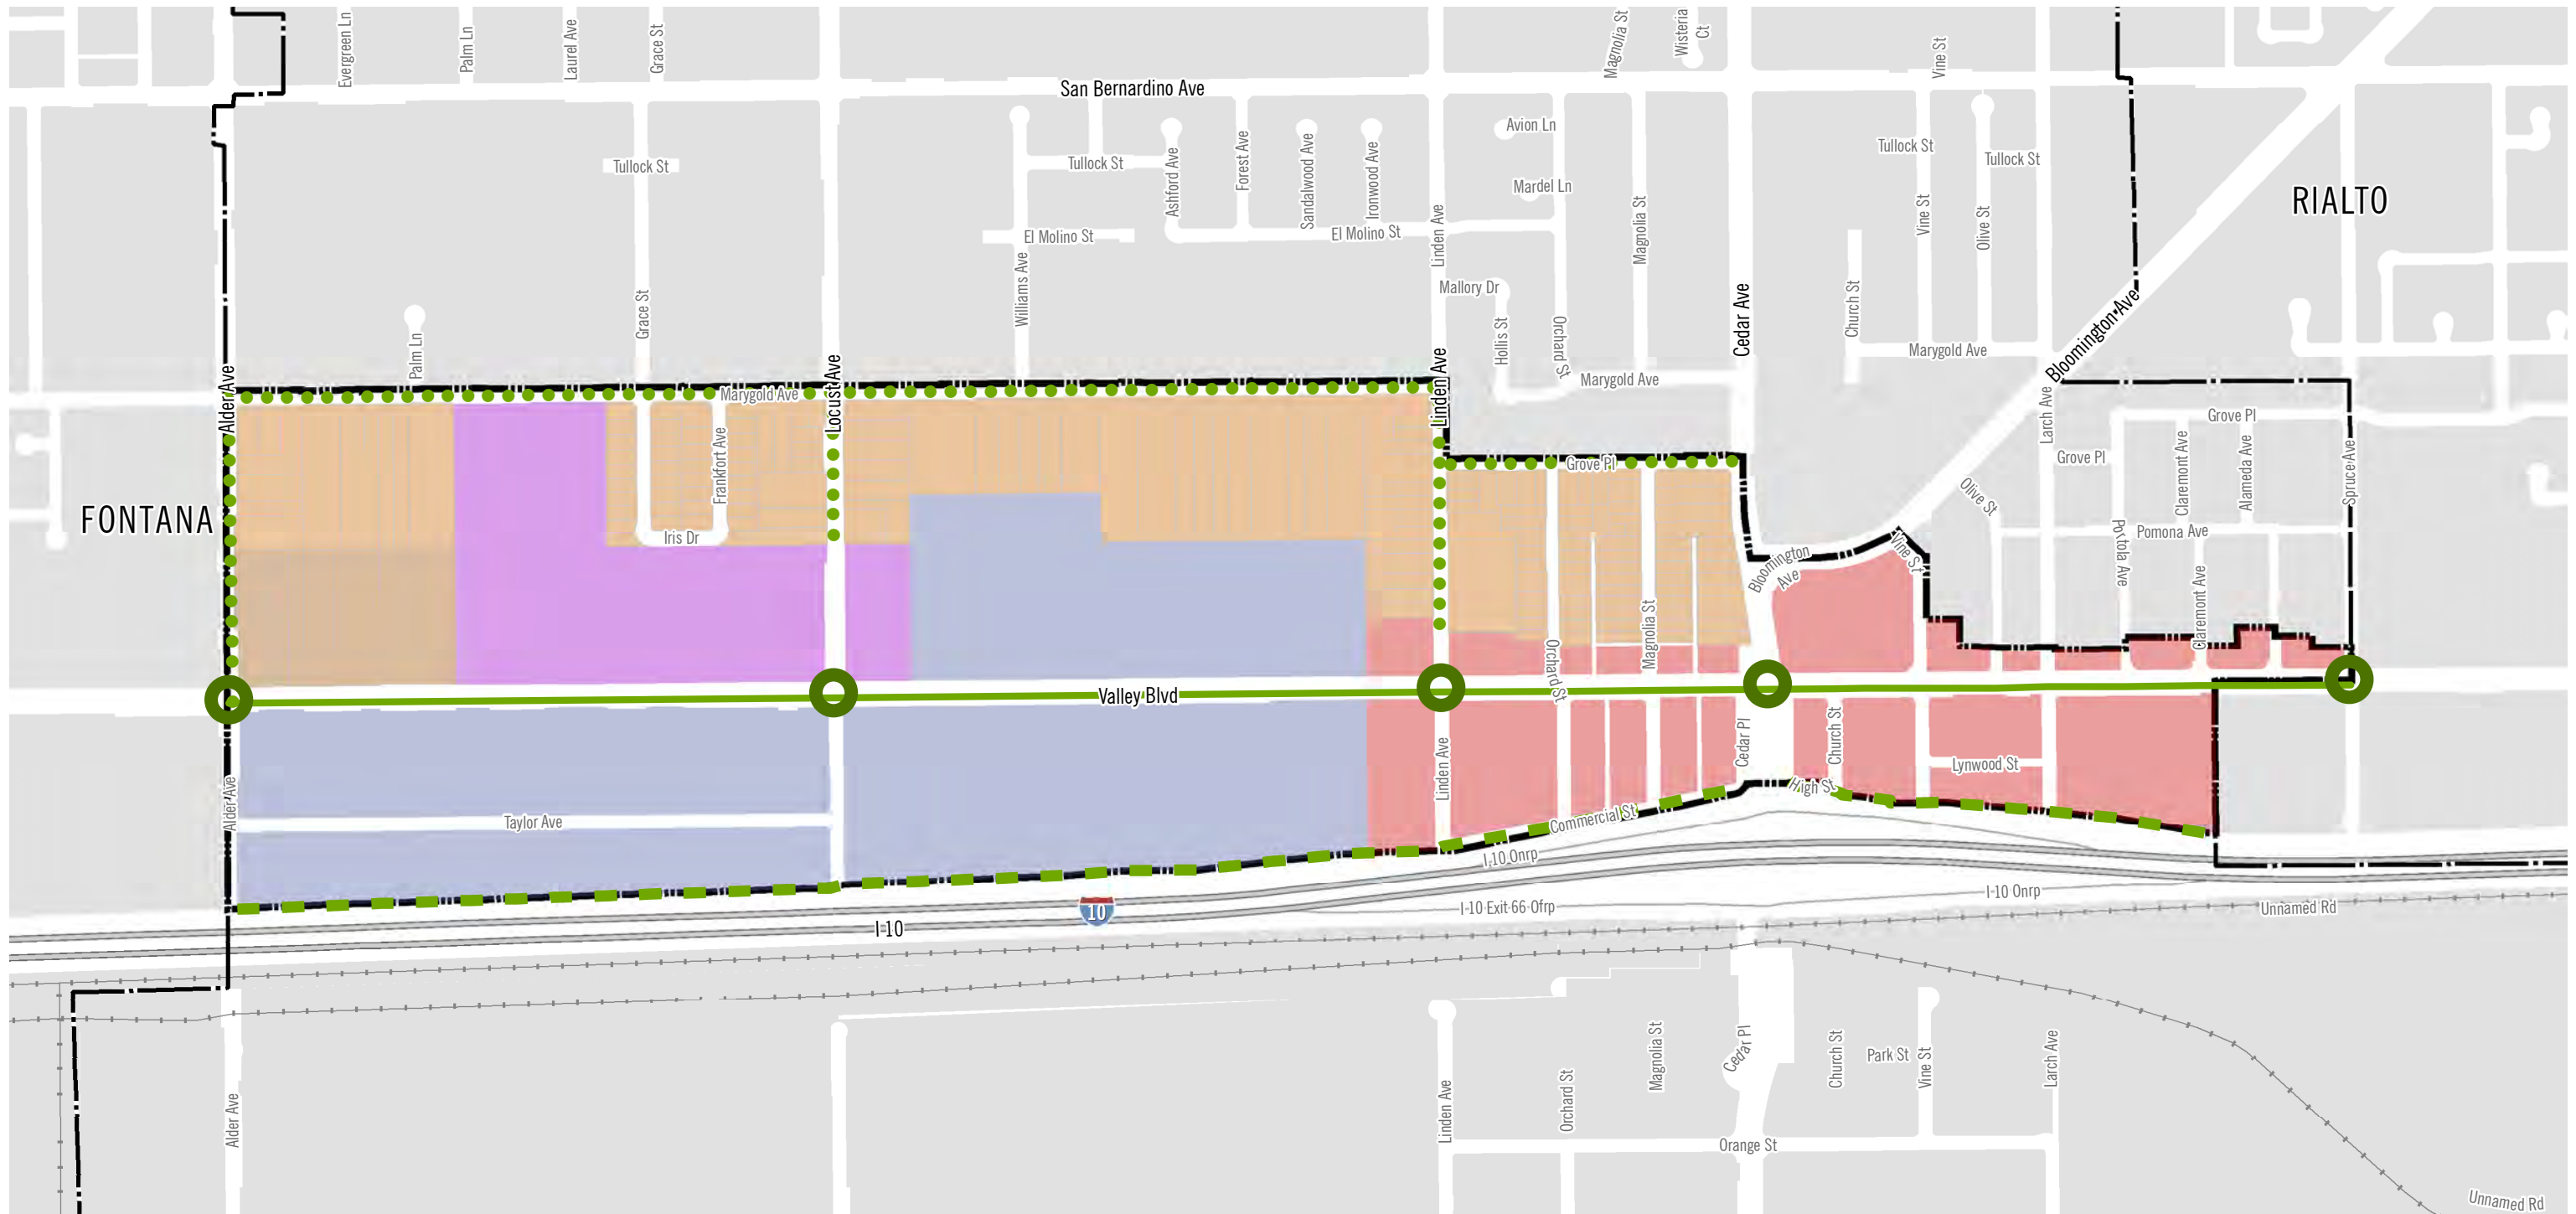 Evergreen Ln
Palm Ln
Laurel Ave
Grace St
Magnolia St
Wisteria
Ct
Vine St
San Bernardino Ave
Tullock St
Tullock St
Ashford Ave
Forest Ave
Sandalwood Ave
Ironwood Ave
Avion Ln
Mardel Ln
Tullock St
Tullock St
RIALTO
El Molino St
El Molino St
Linden Ave
Magnolia St
Vine St
Olive St
Williams Ave
Grace St
Palm Ln
Mallory Dr
Hollis St
Orchard St
Cedar Ave
Church St
Marygold Ave
Bloomington Ave
Alder Ave
Marygold Ave
Locust Ave
Linden Ave
Marygold Ave
Larch Ave
Grove Pl
Frankfort Ave
Grove Pl
Grove Pl
Claremont Ave
Alameda Ave
Spruce Ave
Olive St
FONTANA
Iris Dr
Bloomington
Ave
Vine St
Portola Ave
Pomona Ave
Claremont Ave
Orchard St
Magnolia St
Valley Blvd
Alder Ave
Taylor Ave
Linden Ave
Cedar Pl
Church St
Lynwood St
High St
Commercial St
I 10 Onrp
I 10
10
I 10 Exit 66 Ofrp
I 10 Onrp
Unnamed Rd
Alder Ave
Linden Ave
Orchard St
Magnolia St
Cedar Pl
Church St
Park St
Vine St
Larch Ave
Orange St
Unnamed Rd